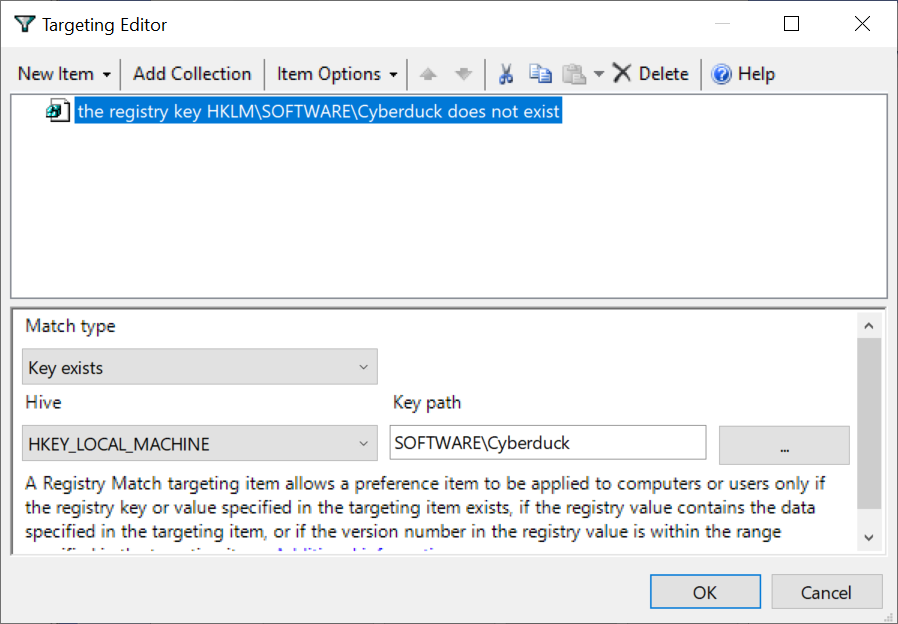 Targeting Editor
New Item Add Collection Item Options Delete Help
the registry key HKLM\SOFTWARE\Cyberduck does not exist
Match type
Key exists
Hive Key path
HKEY_LOCAL_MACHINE SOFTWARE\Cyberduck ...
A Registry Match targeting item allows a preference item to be applied to computers or users only if
the registry key or value specified in the targeting item exists, if the registry value contains the data
specified in the targeting item, or if the version number in the registry value is within the range
OK Cancel